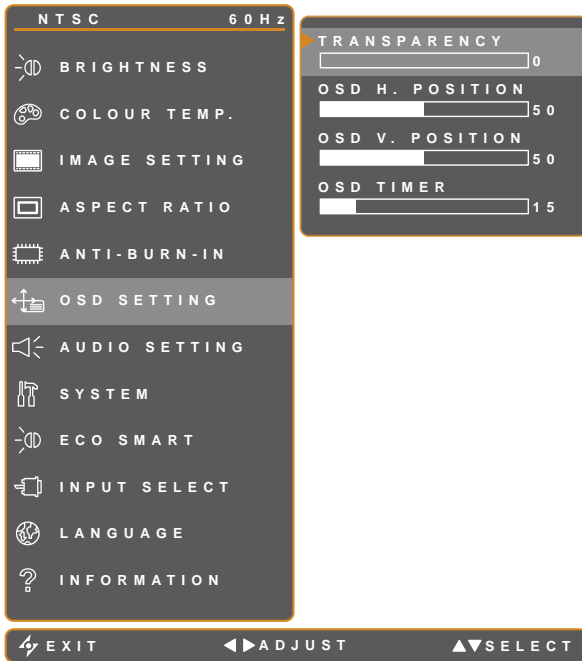 NTSC 60Hz
BRIGHTNESS
COLOUR TEMP.
IMAGE SETTING
ASPECT RATIO
ANTI-BURN-IN
OSD SETTING
AUDIO SETTING
SYSTEM
ECO SMART
INPUT SELECT
LANGUAGE
INFORMATION
TRANSPARENCY
0
OSD H. POSITION
50
OSD V. POSITION
50
OSD TIMER
15
EXIT ADJUST SELECT